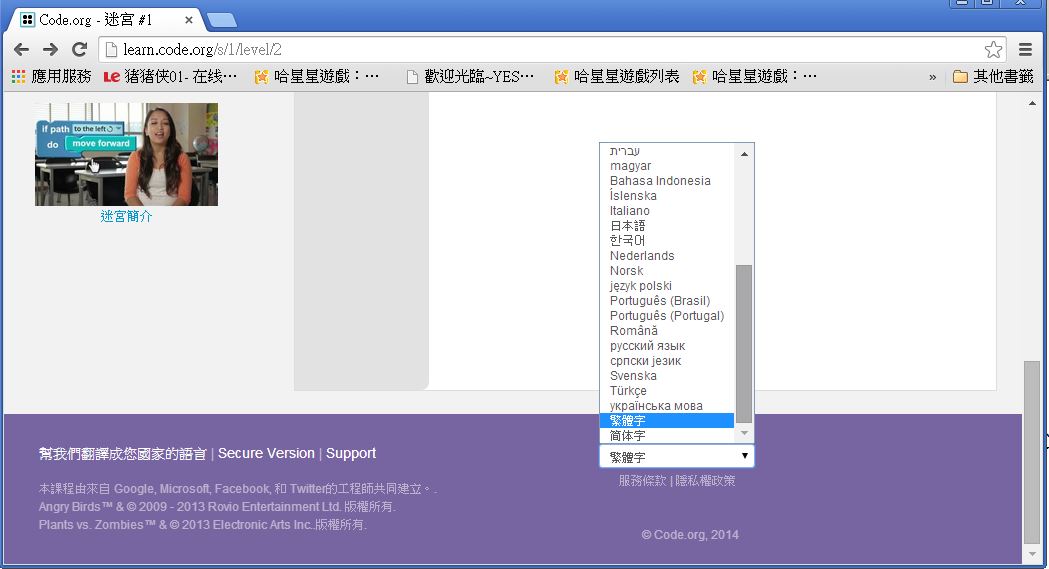 Code.org - 迷宮 #1
learn.code.org/s/1/level/2
應用服務
猪猪侠01- 在线…
哈星星遊戲：…
歡迎光臨~YES…
哈星星遊戲列表
哈星星遊戲：…
»
其他書籤
if path to the left
do move forward
迷宮簡介
עברית
magyar
Bahasa Indonesia
Íslenska
Italiano
日本語
한국어
Nederlands
Norsk
język polski
Português (Brasil)
Português (Portugal)
Română
русский язык
српски језик
Svenska
Türkçe
українська мова
繁體字
简体字
繁體字
幫我們翻譯成您國家的語言 | Secure Version | Support
服務條款 | 隱私權政策
本課程由來自 Google, Microsoft, Facebook, 和 Twitter的工程師共同建立。.
Angry Birds™ & © 2009 - 2013 Rovio Entertainment Ltd. 版權所有.
Plants vs. Zombies™ & © 2013 Electronic Arts Inc..版權所有.
© Code.org, 2014